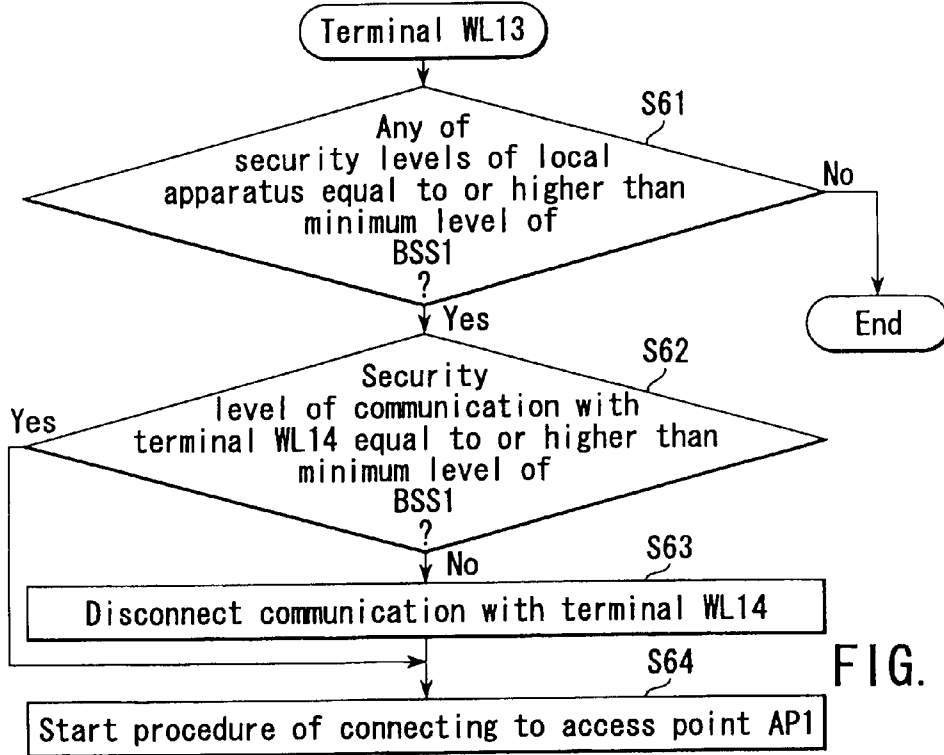 Terminal WL13
S61
Any of
security levels of local
apparatus equal to or higher than
minimum level of
BSS1
?
No
End
Yes
S62
Security
level of communication with
terminal WL14 equal to or higher than
minimum level of
BSS1
?
Yes
No
S63
Disconnect communication with terminal WL14
S64
Start procedure of connecting to access point AP1
FIG.